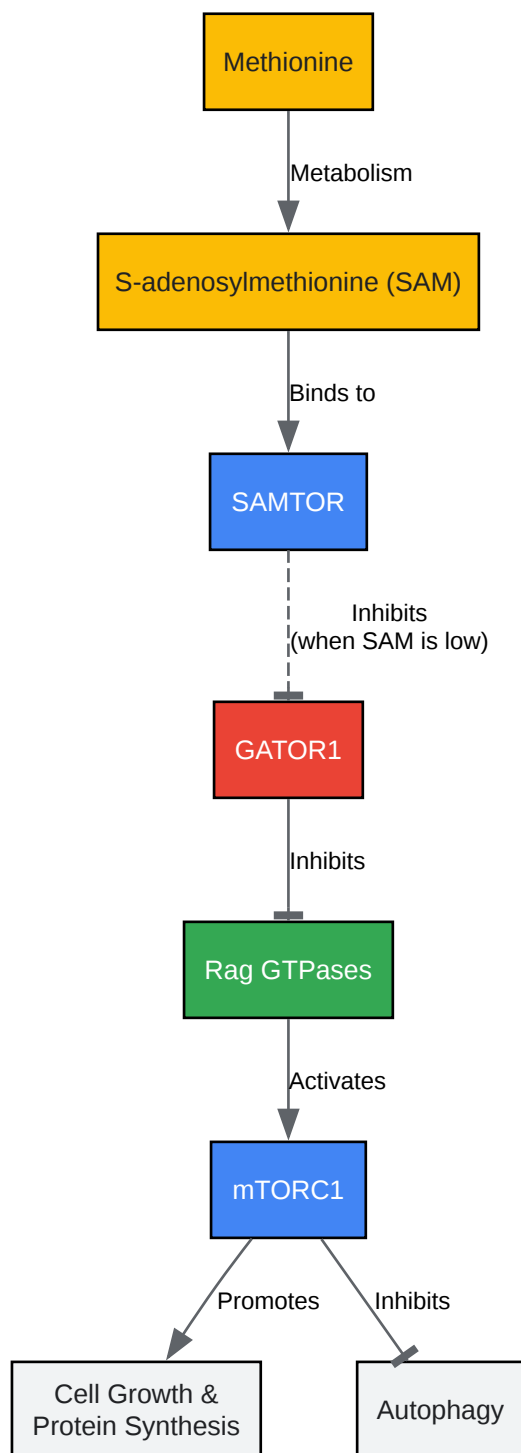 Methionine
Metabolism
S-adenosylmethionine (SAM)
Binds to
SAMTOR
Inhibits
(when SAM is low)
GATOR1
Inhibits
Rag GTPases
Activates
mTORC1
Promotes
Inhibits
Cell Growth &
Protein Synthesis
Autophagy